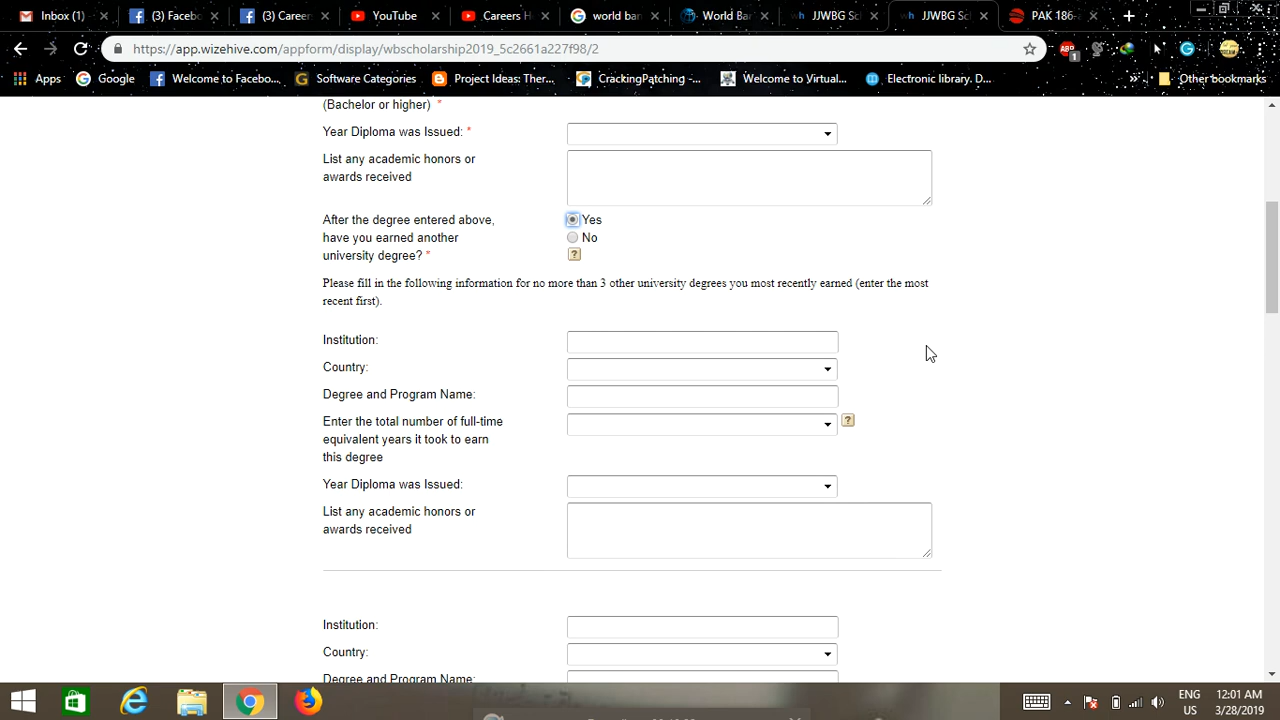 Inbox (1)
(3) Facebo
(3) Career
YouTube
Careers H
world ban
World Ba
JJWBG Sc
JJWBG Sc
PAK 186-
https://app.wizehive.com/appform/display/wbscholarship2019_5c2661a227f98/2
ABP
1
Apps
Google
Welcome to Facebo...
Software Categories
Project Ideas: Ther...
CrackingPatching -...
Welcome to Virtual...
Electronic library. D...
»
Other bookmarks
(Bachelor or higher) *
Year Diploma was Issued: *
List any academic honors or
awards received
After the degree entered above,
have you earned another
university degree? *
Yes
No
?
Please fill in the following information for no more than 3 other university degrees you most recently earned (enter the most
recent first).
Institution:
Country:
Degree and Program Name:
Enter the total number of full-time
equivalent years it took to earn
this degree
?
Year Diploma was Issued:
List any academic honors or
awards received
Institution:
Country:
Degree and Program Name:
ENG
US
12:01 AM
3/28/2019